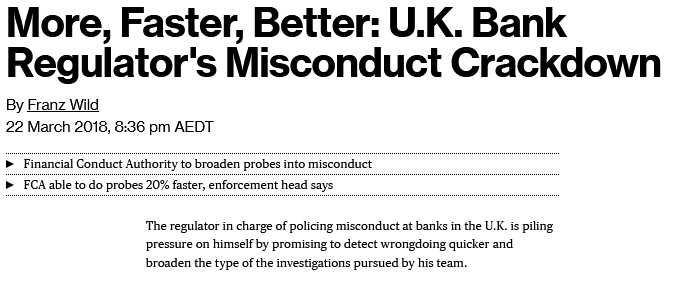 More, Faster, Better: U.K. Bank
Regulator's Misconduct Crackdown
By Franz Wild
22 March 2018, 8:36 pm AEDT
► Financial Conduct Authority to broaden probes into misconduct
► FCA able to do probes 20% faster, enforcement head says
The regulator in charge of policing misconduct at banks in the U.K. is piling
pressure on himself by promising to detect wrongdoing quicker and
broaden the type of the investigations pursued by his team.